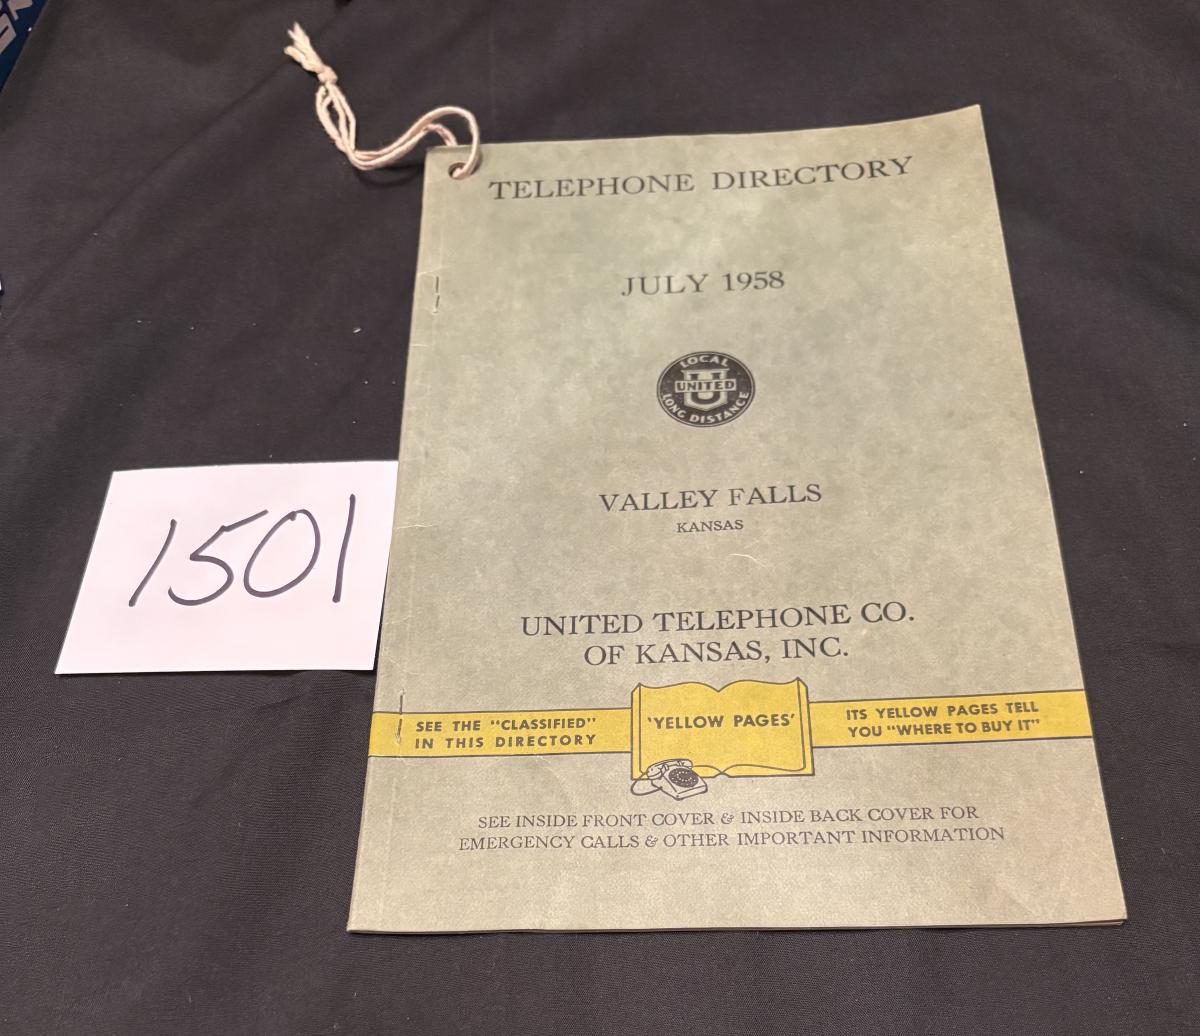 TELEPHONE DIRECTORY
JULY 1958
LOCAL
UNITED
LONG DISTANCE
VALLEY FALLS
KANSAS
1501
UNITED TELEPHONE CO.
OF KANSAS, INC.
SEE THE "CLASSIFIED"
IN THIS DIRECTORY
'YELLOW PAGES'
ITS YELLOW PAGES TELL
YOU "WHERE TO BUY IT"
SEE INSIDE FRONT COVER & INSIDE BACK COVER FOR
EMERGENCY CALLS & OTHER IMPORTANT INFORMATION